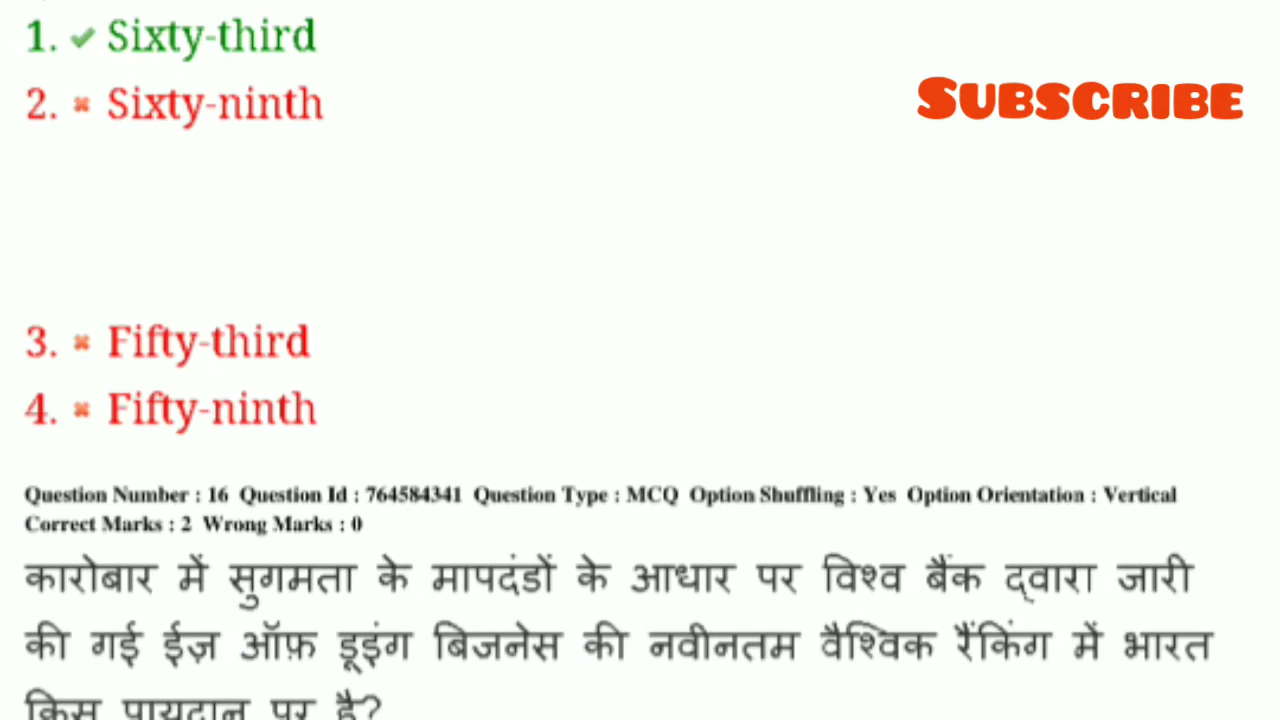 1. ✔ Sixty-third
2. ✖ Sixty-ninth
SUBSCRIBE
3. ✖ Fifty-third
4. ✖ Fifty-ninth
Question Number : 16 Question Id : 764584341 Question Type : MCQ Option Shuffling : Yes Option Orientation : Vertical
Correct Marks : 2 Wrong Marks : 0
कारोबार में सुगमता के मापदंडों के आधार पर विश्व बैंक द्वारा जारी
की गई ईज़ ऑफ़ डूइंग बिजनेस की नवीनतम वैश्विक रैंकिंग में भारत
किस पायदान पर है?